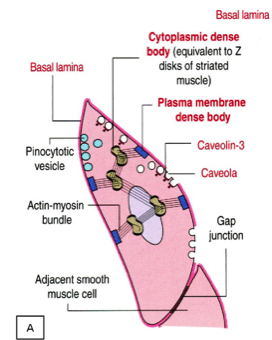 Basal lamina
Cytoplasmic dense
body (equivalent to Z
disks of striated
muscle)
Basal lamina
Plasma membrane
dense body
Caveolin-3
Pinocytotic
vesicle
Caveola
Actin-myosin
bundle
Gap
junction
Adjacent smooth
muscle cell
A